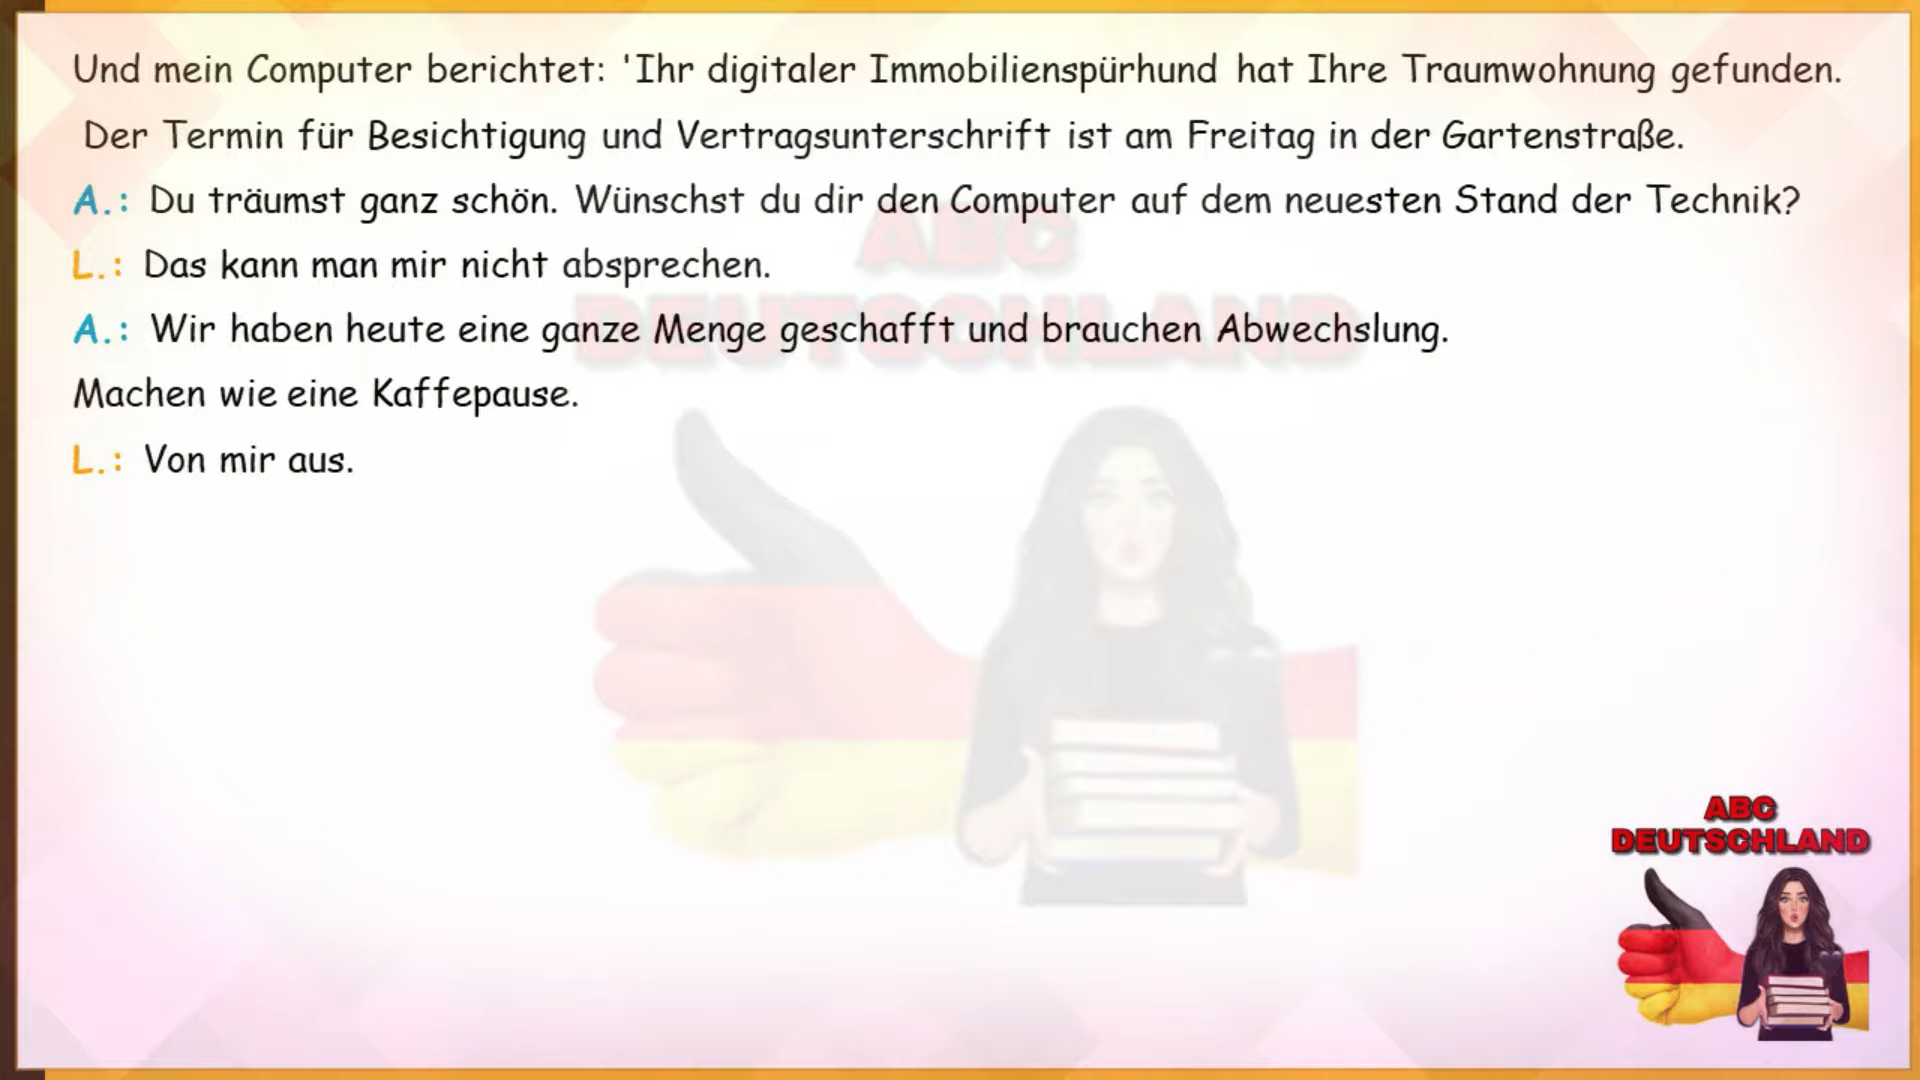 Und mein Computer berichtet: 'Ihr digitaler Immobilienspürhund hat Ihre Traumwohnung gefunden.
Der Termin für Besichtigung und Vertragsunterschrift ist am Freitag in der Gartenstraße.
A.: Du träumst ganz schön. Wünschst du dir den Computer auf dem neuesten Stand der Technik?
L.: Das kann man mir nicht absprechen.
A.: Wir haben heute eine ganze Menge geschafft und brauchen Abwechslung.
Machen wie eine Kaffepause.
L.: Von mir aus.
ABC
DEUTSCHLAND
ABC
DEUTSCHLAND